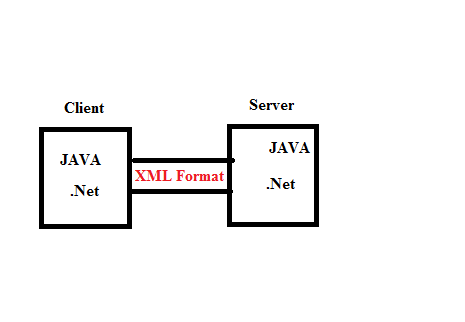 Client
Server
JAVA
.Net
XML Format
JAVA
.Net